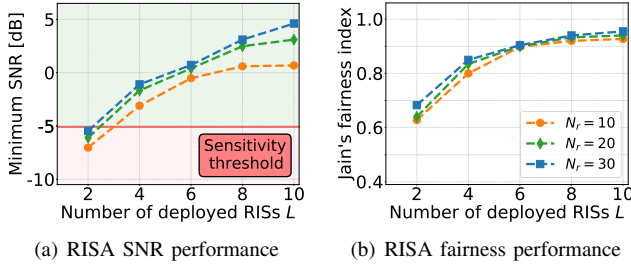 Minimum SNR [dB]
5
0
-5
-10
Sensitivity
threshold
2 4 6 8 10
Number of deployed RISs L
(a) RISA SNR performance
Jain's fairness index
1.0
0.8
0.6
0.4
N_r = 10
N_r = 20
N_r = 30
2 4 6 8 10
Number of deployed RISs L
(b) RISA fairness performance